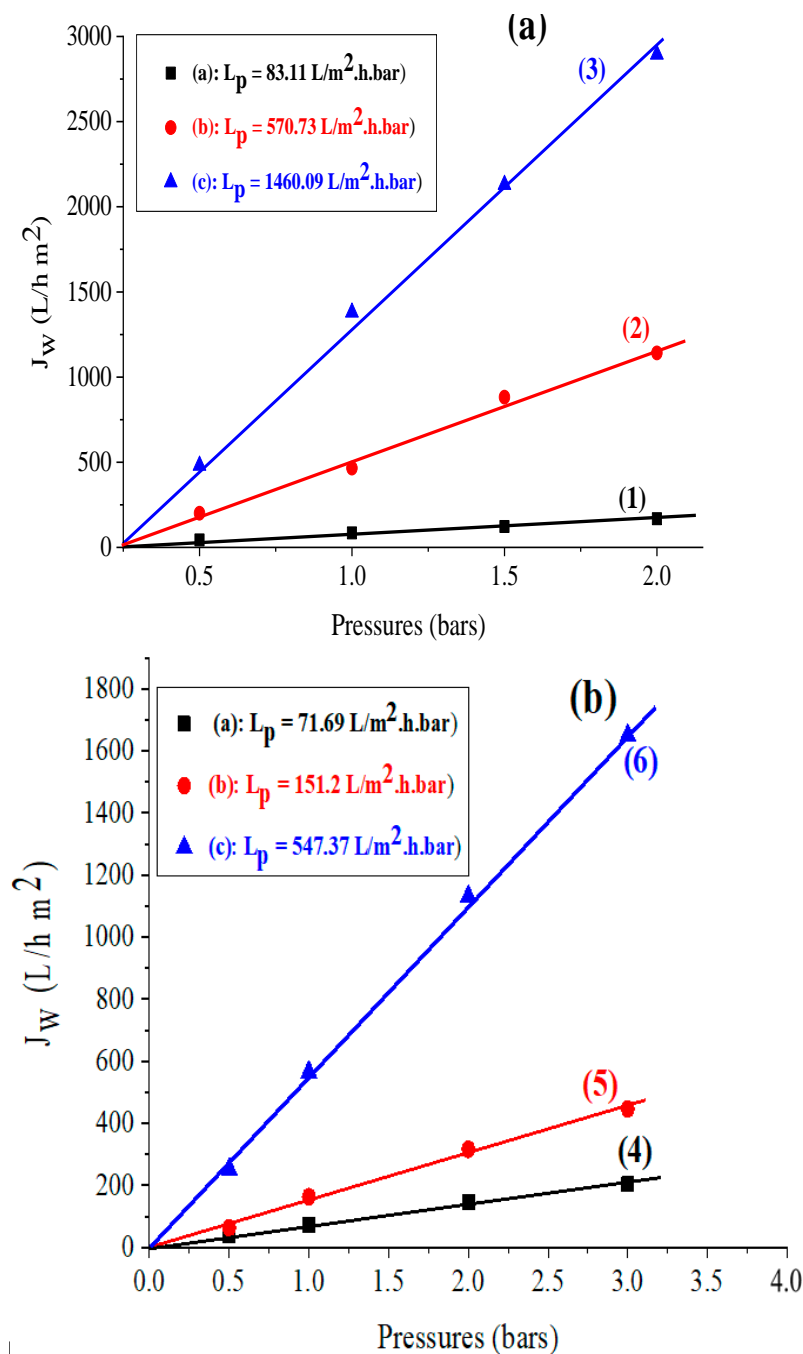 (a)
(a): Lp = 83.11 L/m².h.bar)
(b): Lp = 570.73 L/m².h.bar)
(c): Lp = 1460.09 L/m².h.bar)
(3)
(2)
(1)
3000
2500
2000
1500
1000
500
0
Jw (L/h m²)
0.5 1.0 1.5 2.0
Pressures (bars)
(b)
(a): Lp = 71.69 L/m².h.bar)
(b): Lp = 151.2 L/m².h.bar)
(c): Lp = 547.37 L/m².h.bar)
(6)
(5)
(4)
1800
1600
1400
1200
1000
800
600
400
200
0
Jw (L/h m²)
0.0 0.5 1.0 1.5 2.0 2.5 3.0 3.5 4.0
Pressures (bars)